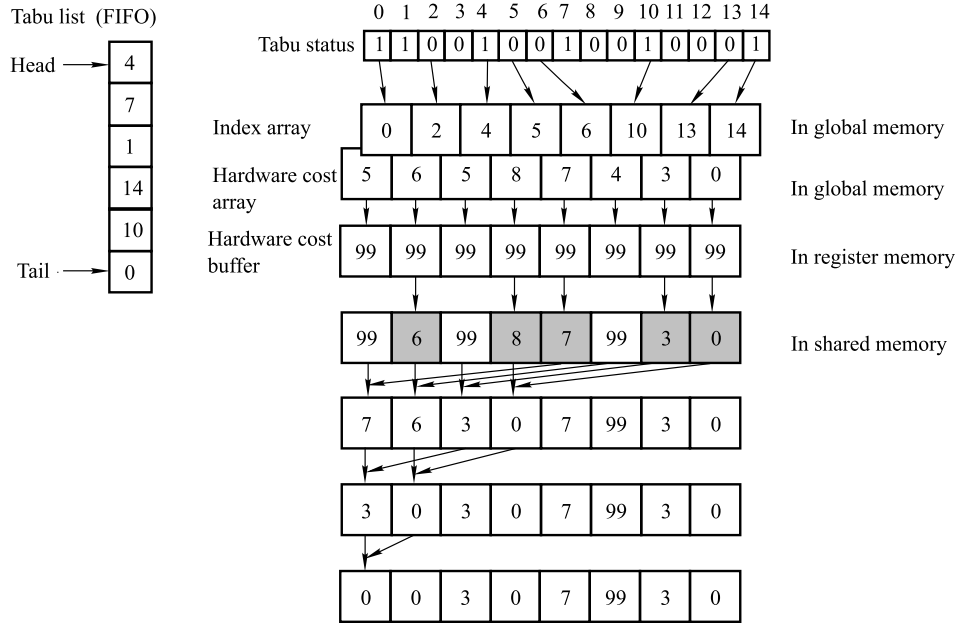 Tabu list (FIFO)
Head
4
7
1
14
10
Tail
0
0 1 2 3 4 5 6 7 8 9 10 11 12 13 14
Tabu status
1 1 0 0 1 0 0 1 0 0 1 0 0 0 1
Index array
0 2 4 5 6 10 13 14
In global memory
Hardware cost
array
5 6 5 8 7 4 3 0
In global memory
Hardware cost
buffer
99 99 99 99 99 99 99 99
In register memory
99 6 99 8 7 99 3 0
In shared memory
7 6 3 0 7 99 3 0
3 0 3 0 7 99 3 0
0 0 3 0 7 99 3 0